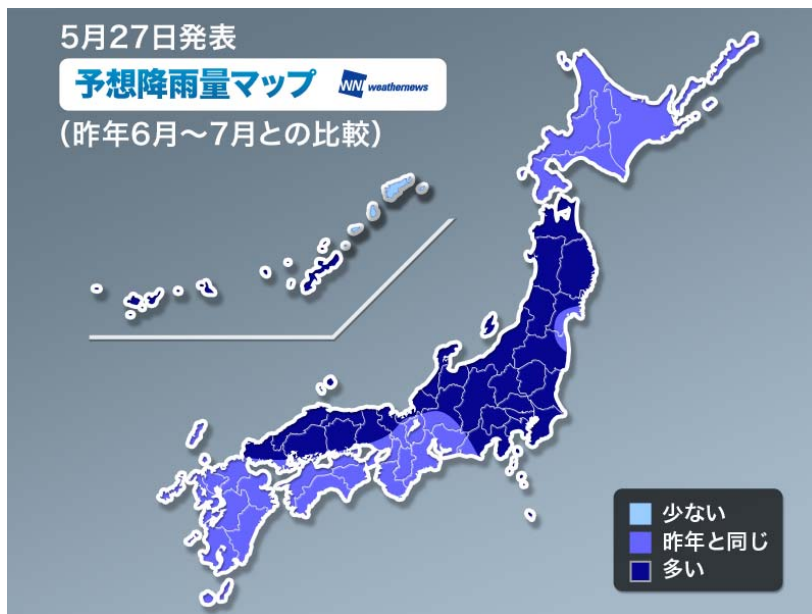 5月27日発表
予想降雨量マップ WNI weathernews
(昨年6月〜7月との比較)
少ない
昨年と同じ
多い